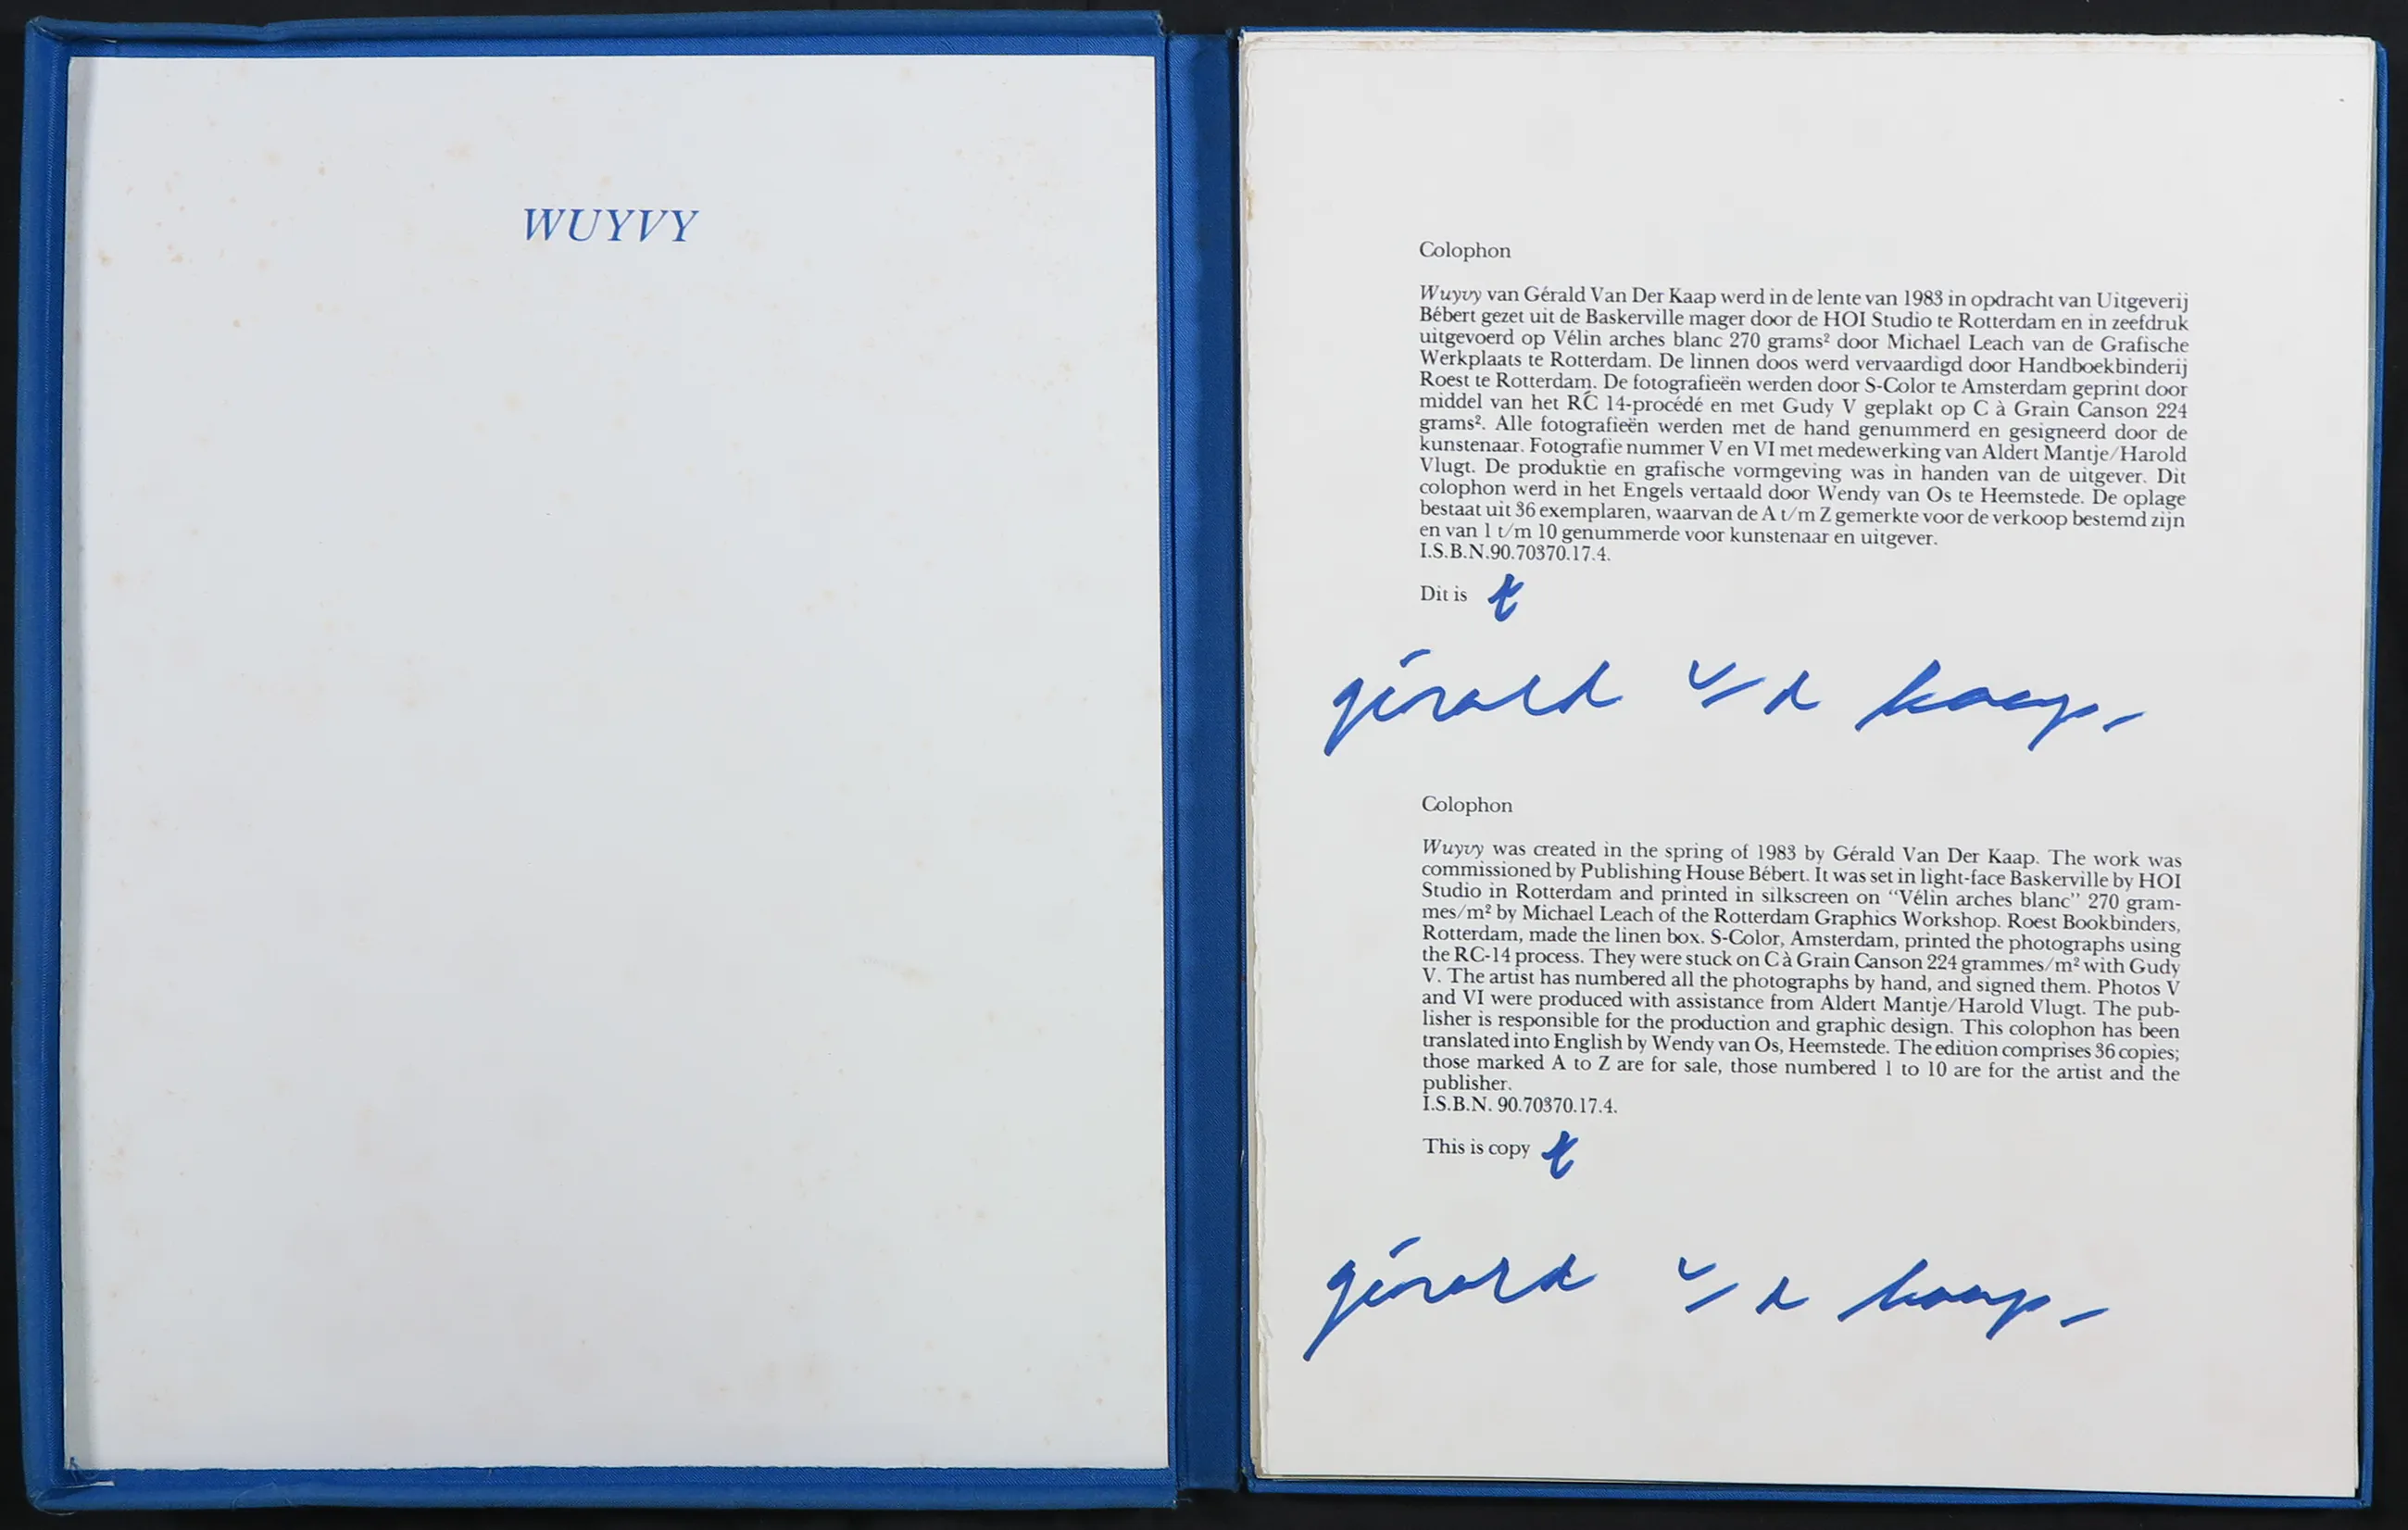 WUYVY
Colophon
Wuyvy van Gérald Van Der Kaap werd in de lente van 1983 in opdracht van Uitgeverij
Bébert gezet uit de Baskerville mager door de HOI Studio te Rotterdam en in zeefdruk
uitgevoerd op Vélin arches blanc 270 grams² door Michael Leach van de Grafische
Werkplaats te Rotterdam. De linnen doos werd vervaardigd door Handboekbinderij
Roest te Rotterdam. De fotografieën werden door S-Color te Amsterdam geprint door
middel van het RC 14-procédé en met Gudy V geplakt op C à Grain Canson 224
grams². Alle fotografieën werden met de hand genummerd en gesigneerd door de
kunstenaar. Fotografie nummer V en VI met medewerking van Aldert Mantje/Harold
Vlugt. De produktie en grafische vormgeving was in handen van de uitgever. Dit
colophon werd in het Engels vertaald door Wendy van Os te Heemstede. De oplage
bestaat uit 36 exemplaren, waarvan de A t/m Z gemerkte voor de verkoop bestemd zijn
en van 1 t/m 10 genummerde voor kunstenaar en uitgever.
I.S.B.N.90.70370.17.4.
Dit is t
gérald v/d kaap-
Colophon
Wuyvy was created in the spring of 1983 by Gérald Van Der Kaap. The work was
commissioned by Publishing House Bébert. It was set in light-face Baskerville by HOI
Studio in Rotterdam and printed in silkscreen on “Vélin arches blanc” 270 gram-
mes/m² by Michael Leach of the Rotterdam Graphics Workshop. Roest Bookbinders,
Rotterdam, made the linen box. S-Color, Amsterdam, printed the photographs using
the RC-14 process. They were stuck on C à Grain Canson 224 grammes/m² with Gudy
V. The artist has numbered all the photographs by hand, and signed them. Photos V
and VI were produced with assistance from Aldert Mantje/Harold Vlugt. The pub-
lisher is responsible for the production and graphic design. This colophon has been
translated into English by Wendy van Os, Heemstede. The edition comprises 36 copies;
those marked A to Z are for sale, those numbered 1 to 10 are for the artist and the
publisher.
I.S.B.N. 90.70370.17.4.
This is copy t
gérald v/d kaap-